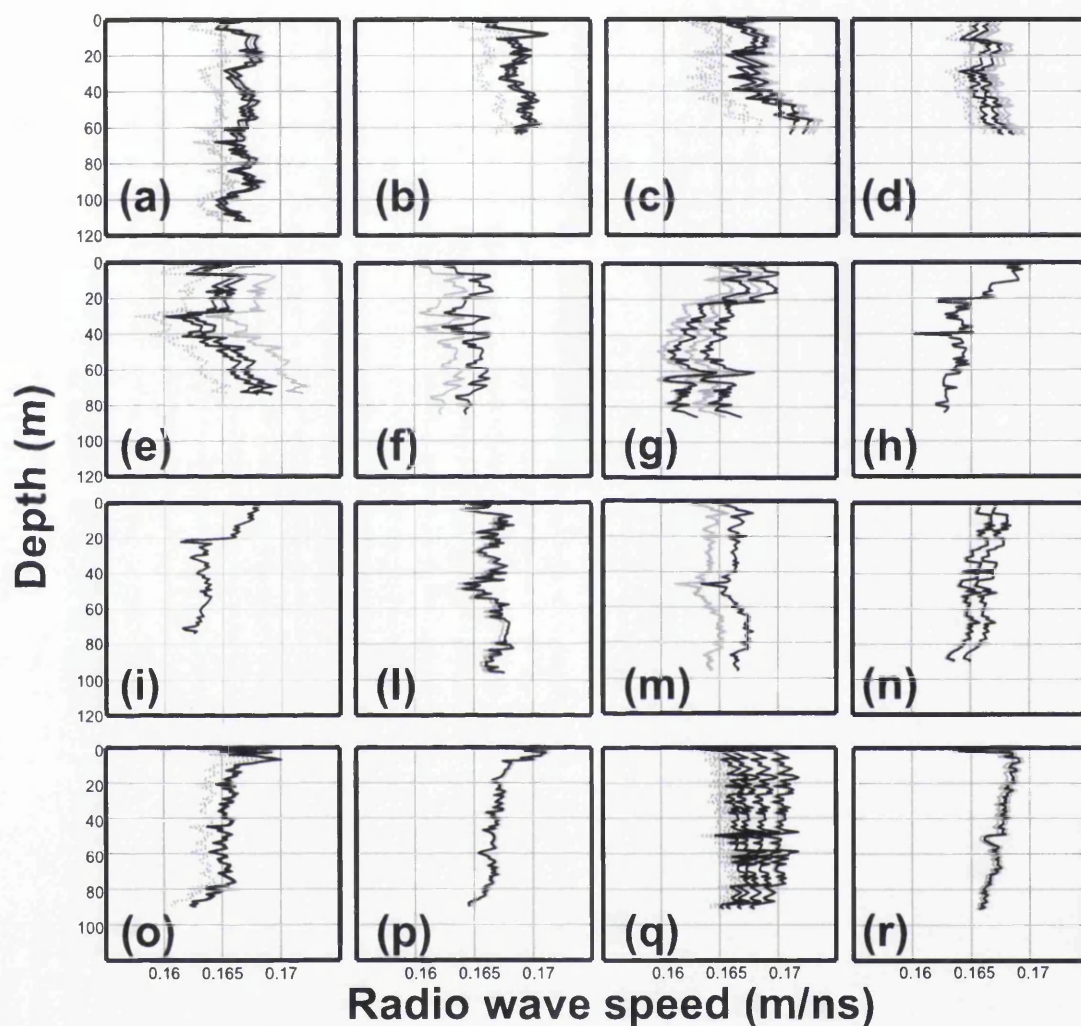 0
20
40
60
80
100
120
(a)
(b)
(c)
(d)
0
20
40
60
80
100
120
(e)
(f)
(g)
(h)
0
20
40
60
80
100
120
(i)
(l)
(m)
(n)
0
20
40
60
80
100
(o)
(p)
(q)
(r)
0.16 0.165 0.17 0.16 0.165 0.17 0.16 0.165 0.17 0.16 0.165 0.17
Depth (m)
Radio wave speed (m/ns)